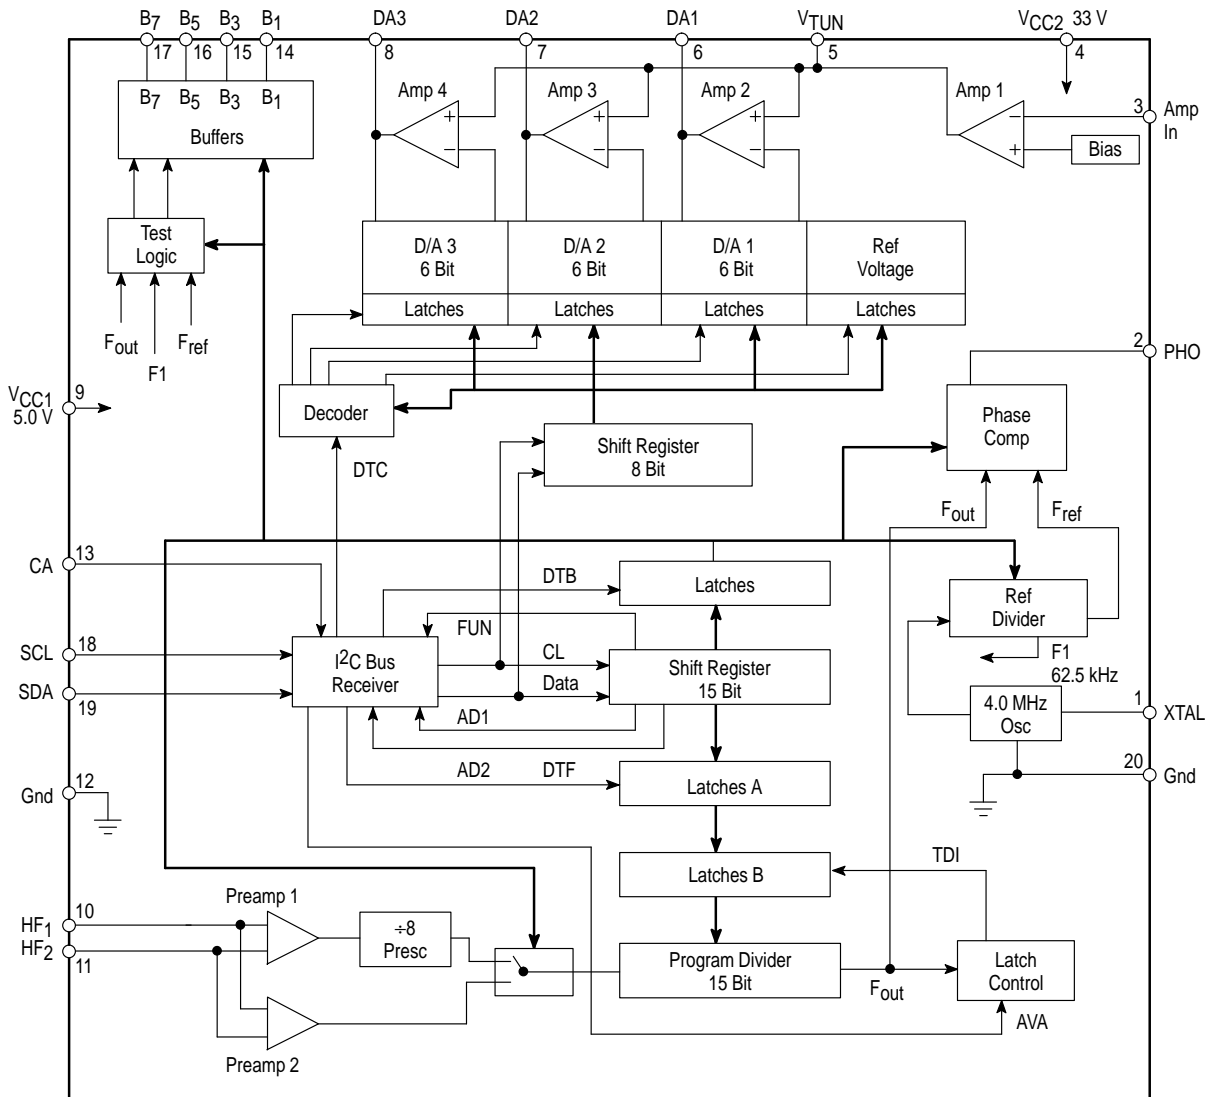 B7 B5 B3 B1 DA3 DA2 DA1 VTUN VCC2 33 V
17 16 15 14 8 7 6 5 4
B7 B5 B3 B1
Buffers
Amp 4 Amp 3 Amp 2 Amp 1
+ + + −
− − − +
3 Amp
In
Bias
Test
Logic
Fout F1 Fref
D/A 3
6 Bit
D/A 2
6 Bit
D/A 1
6 Bit
Ref
Voltage
Latches Latches Latches Latches
2 PHO
VCC1
5.0 V
9
Decoder
Shift Register
8 Bit
Phase
Comp
DTC
Fout Fref
CA 13
DTB
Latches
Ref
Divider
FUN
SCL 18
I2C Bus
Receiver
CL
Data
Shift Register
15 Bit
F1
62.5 kHz
SDA
19
AD1
4.0 MHz
Osc
1 XTAL
AD2 DTF
Latches A
20 Gnd
Gnd 12
Latches B
TDI
Preamp 1
HF1 10
HF2
11
÷8
Presc
Program Divider
15 Bit
Fout
Latch
Control
AVA
Preamp 2